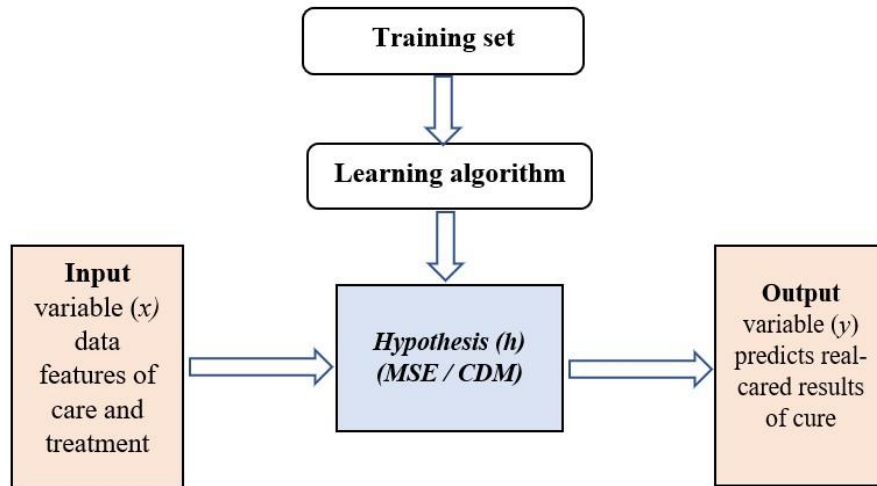 Training set
Learning algorithm
Input
variable (x)
data
features of
care and
treatment
Hypothesis (h)
(MSE / CDM)
Output
variable (y)
predicts real-
cared results
of cure